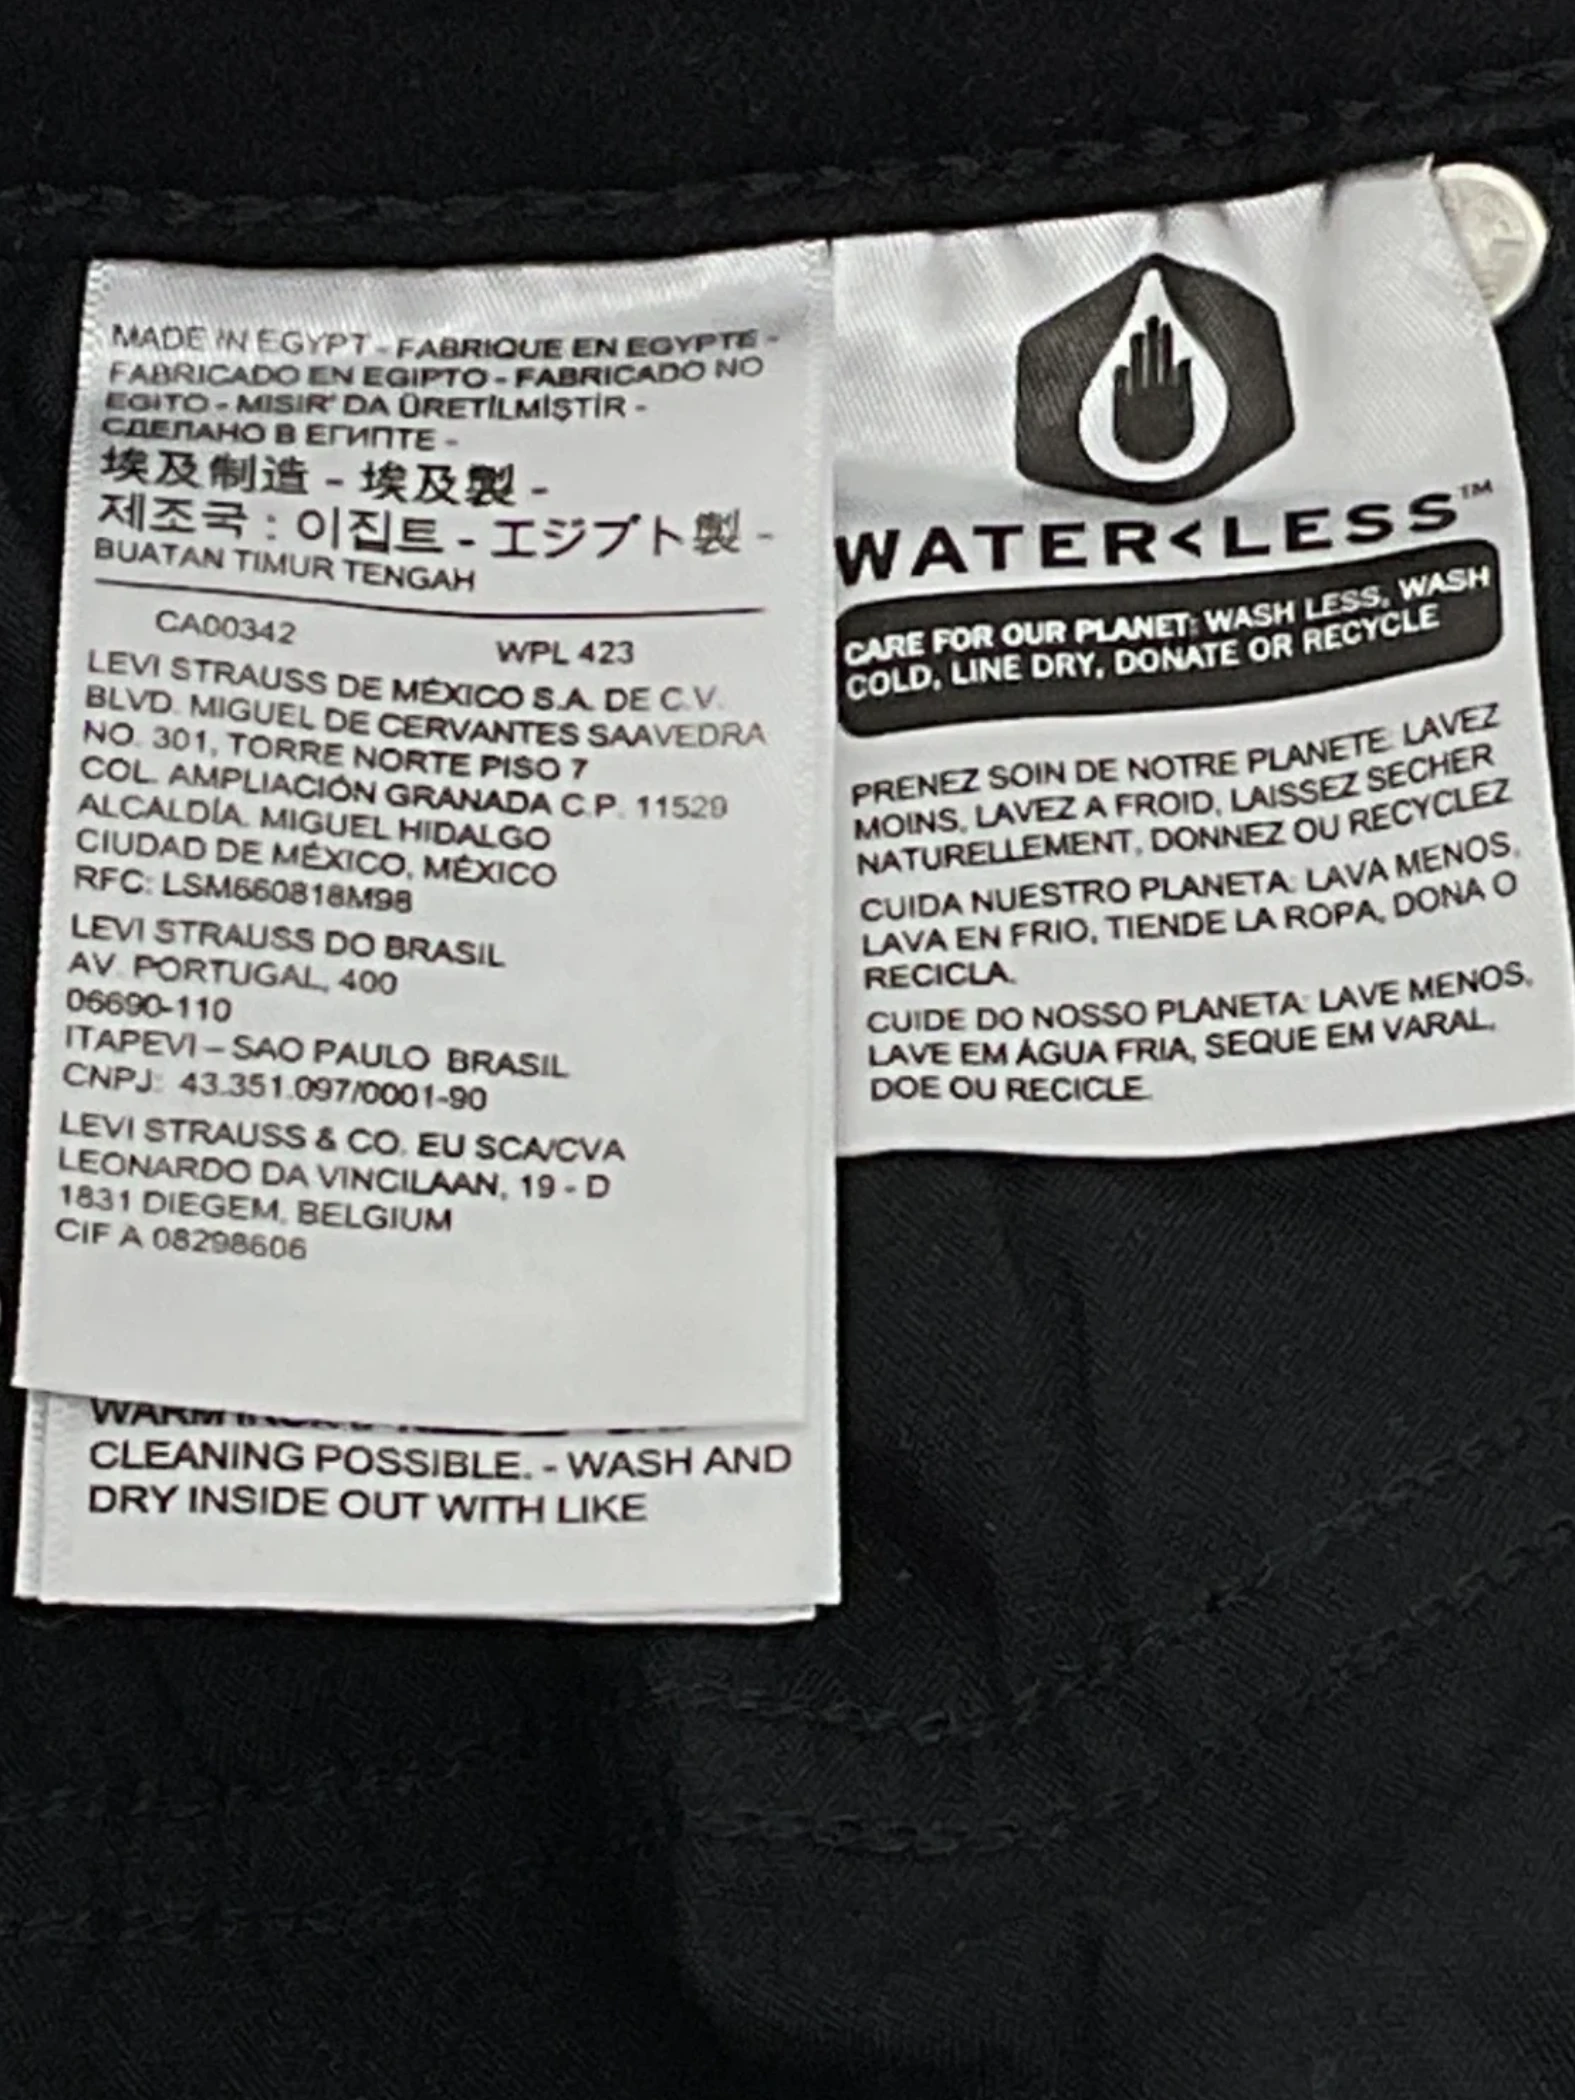 MADE IN EGYPT - FABRIQUE EN EGYPTE -
FABRICADO EN EGIPTO - FABRICADO NO
EGITO - MISIR' DA ÜRETİLMİŞTİR -
СДЕЛАНО В ЕГИПТЕ -
埃及制造 - 埃及製 -
제조국 : 이집트 - エジプト製 -
BUATAN TIMUR TENGAH
CA00342 WPL 423
LEVI STRAUSS DE MÉXICO S.A. DE C.V.
BLVD. MIGUEL DE CERVANTES SAAVEDRA
NO. 301, TORRE NORTE PISO 7
COL. AMPLIACIÓN GRANADA C.P. 11529
ALCALDÍA. MIGUEL HIDALGO
CIUDAD DE MÉXICO, MÉXICO
RFC: LSM660818M98
LEVI STRAUSS DO BRASIL
AV. PORTUGAL, 400
06690-110
ITAPEVI – SAO PAULO BRASIL
CNPJ: 43.351.097/0001-90
LEVI STRAUSS & CO. EU SCA/CVA
LEONARDO DA VINCILAAN, 19 - D
1831 DIEGEM, BELGIUM
CIF A 08298606
WARM
CLEANING POSSIBLE. - WASH AND
DRY INSIDE OUT WITH LIKE
WATER<LESS™
CARE FOR OUR PLANET: WASH LESS, WASH
COLD, LINE DRY, DONATE OR RECYCLE
PRENEZ SOIN DE NOTRE PLANETE: LAVEZ
MOINS, LAVEZ A FROID, LAISSEZ SECHER
NATURELLEMENT, DONNEZ OU RECYCLEZ
CUIDA NUESTRO PLANETA: LAVA MENOS,
LAVA EN FRIO, TIENDE LA ROPA, DONA O
RECICLA.
CUIDE DO NOSSO PLANETA: LAVE MENOS,
LAVE EM ÁGUA FRIA, SEQUE EM VARAL,
DOE OU RECICLE.